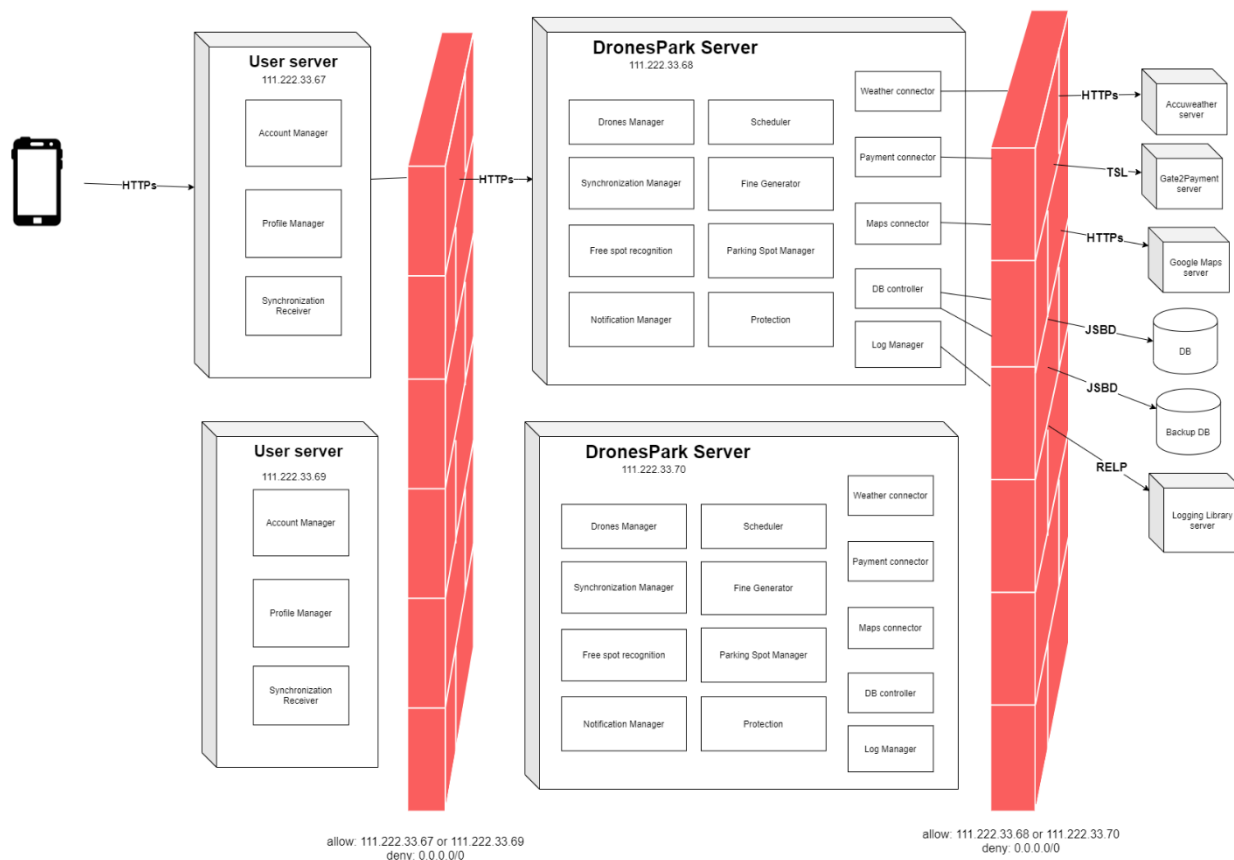 User server
111.222.33.67
Account Manager
Profile Manager
Synchronization
Receiver
HTTPs
HTTPs
DronesPark Server
111.222.33.68
Drones Manager
Scheduler
Synchronization Manager
Fine Generator
Free spot recognition
Parking Spot Manager
Notification Manager
Protection
Weather connector
Payment connector
Maps connector
DB controller
Log Manager
HTTPs
Accuweather
server
TSL
Gate2Payment
server
HTTPs
Google Maps
server
JSBD
DB
JSBD
Backup DB
RELP
Logging Library
server
User server
111.222.33.69
Account Manager
Profile Manager
Synchronization
Receiver
DronesPark Server
111.222.33.70
Drones Manager
Scheduler
Synchronization Manager
Fine Generator
Free spot recognition
Parking Spot Manager
Notification Manager
Protection
Weather connector
Payment connector
Maps connector
DB controller
Log Manager
allow: 111.222.33.67 or 111.222.33.69
deny: 0.0.0.0/0
allow: 111.222.33.68 or 111.222.33.70
deny: 0.0.0.0/0